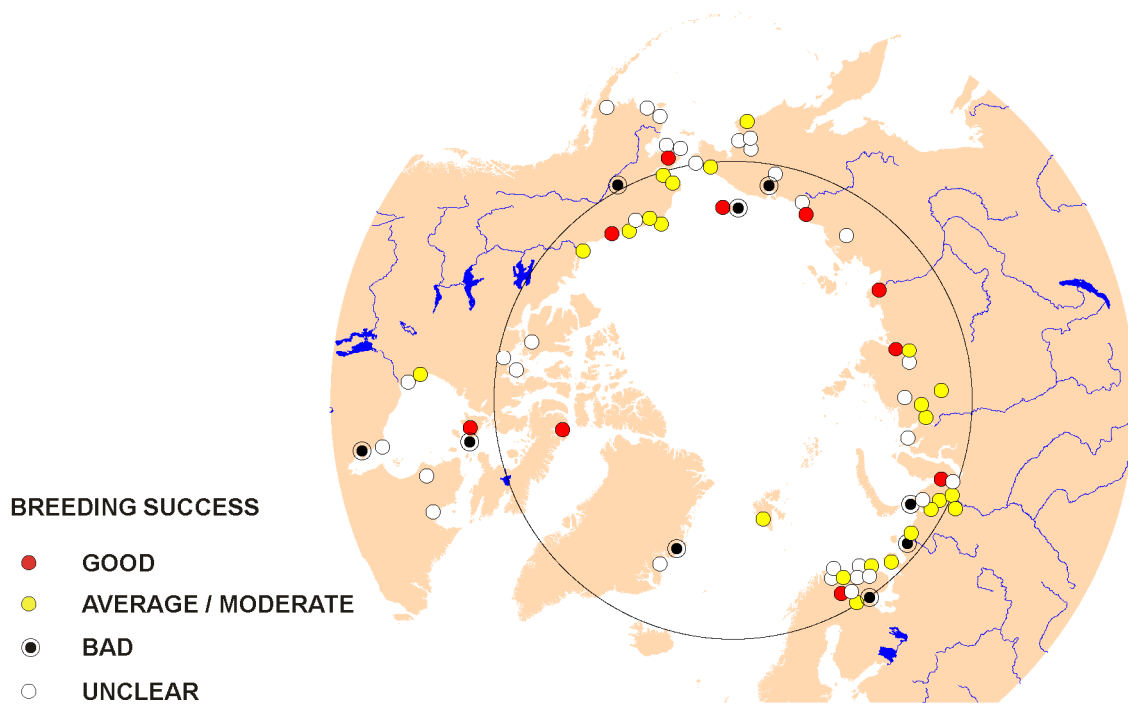 BREEDING SUCCESS
GOOD
AVERAGE / MODERATE
BAD
UNCLEAR